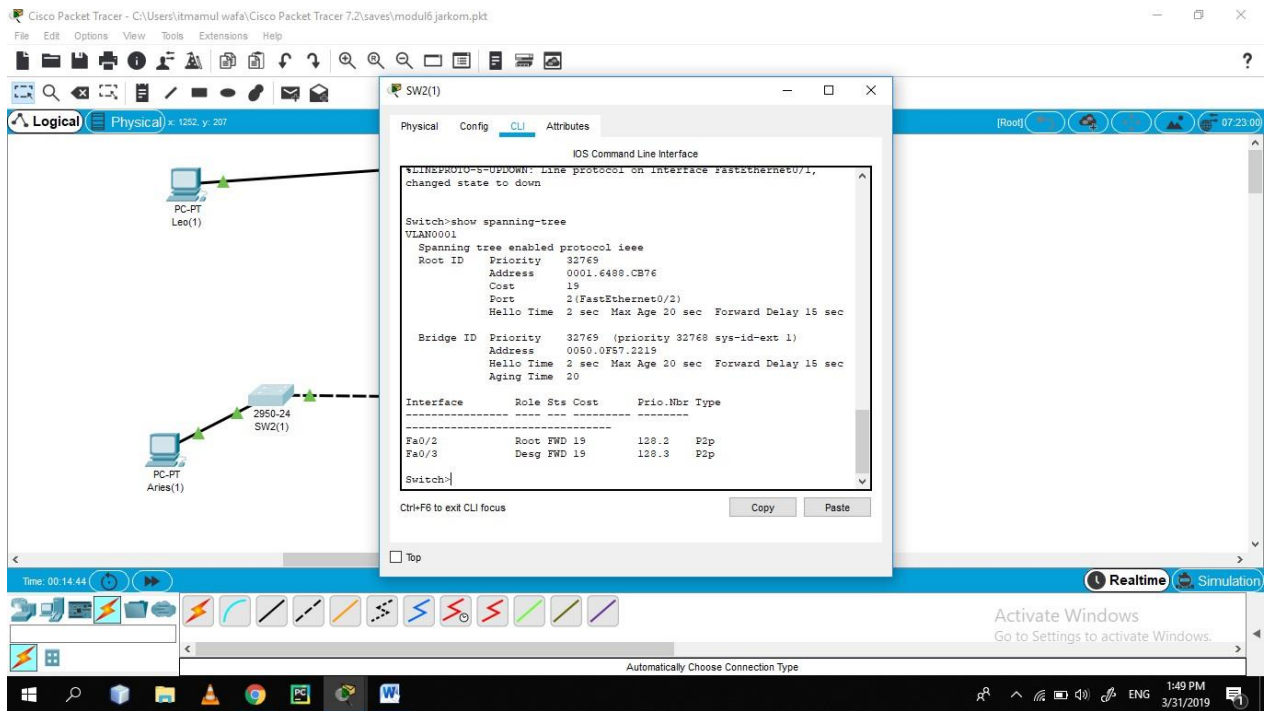 Cisco Packet Tracer - C:\Users\itmamul wafa\Cisco Packet Tracer 7.2\saves\modul6 jarkom.pkt
File Edit Options View Tools Extensions Help
?
SW2(1)
Logical Physical x: 1252, y: 207
[Root] 07:23:00
Physical Config CLI Attributes
IOS Command Line Interface
%LINEPROTO-5-UPDOWN: Line protocol on Interface FastEthernet0/1,
changed state to down
Switch>show spanning-tree
VLAN0001
Spanning tree enabled protocol ieee
Root ID Priority 32769
Address 0001.6488.CB76
Cost 19
Port 2(FastEthernet0/2)
Hello Time 2 sec Max Age 20 sec Forward Delay 15 sec
Bridge ID Priority 32769 (priority 32768 sys-id-ext 1)
Address 0050.0F57.2219
Hello Time 2 sec Max Age 20 sec Forward Delay 15 sec
Aging Time 20
Interface Role Sts Cost Prio.Nbr Type
---------------- ---- --- --------- --------
--------------------------------
Fa0/2 Root FWD 19 128.2 P2p
Fa0/3 Desg FWD 19 128.3 P2p
Switch>
Ctrl+F6 to exit CLI focus
Copy Paste
Top
PC-PT
Leo(1)
2950-24
SW2(1)
PC-PT
Aries(1)
Time: 00:14:44
Realtime Simulation
Activate Windows
Go to Settings to activate Windows.
Automatically Choose Connection Type
PC
W
ENG
1:49 PM
3/31/2019
1